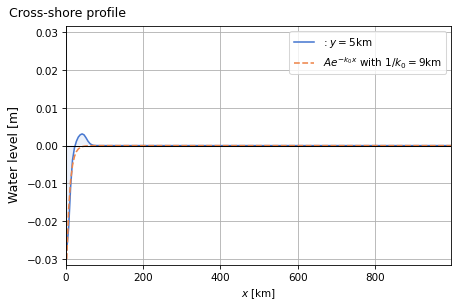 Cross-shore profile
Water level [m]
0.03
0.02
0.01
0.00
−0.01
−0.02
−0.03
: y = 5km
Ae^{−k_0x} with 1/k_0 = 9km
0 200 400 600 800
x [km]